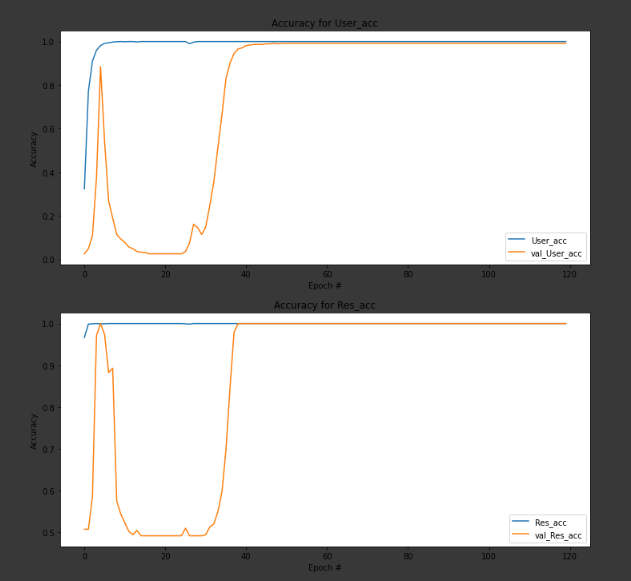 Accuracy for User_acc
1.0
0.8
0.6
0.4
0.2
0.0
Accuracy
0 20 40 60 80 100 120
Epoch #
User_acc
val_User_acc
Accuracy for Res_acc
1.0
0.9
0.8
0.7
0.6
0.5
Accuracy
0 20 40 60 80 100 120
Epoch #
Res_acc
val_Res_acc